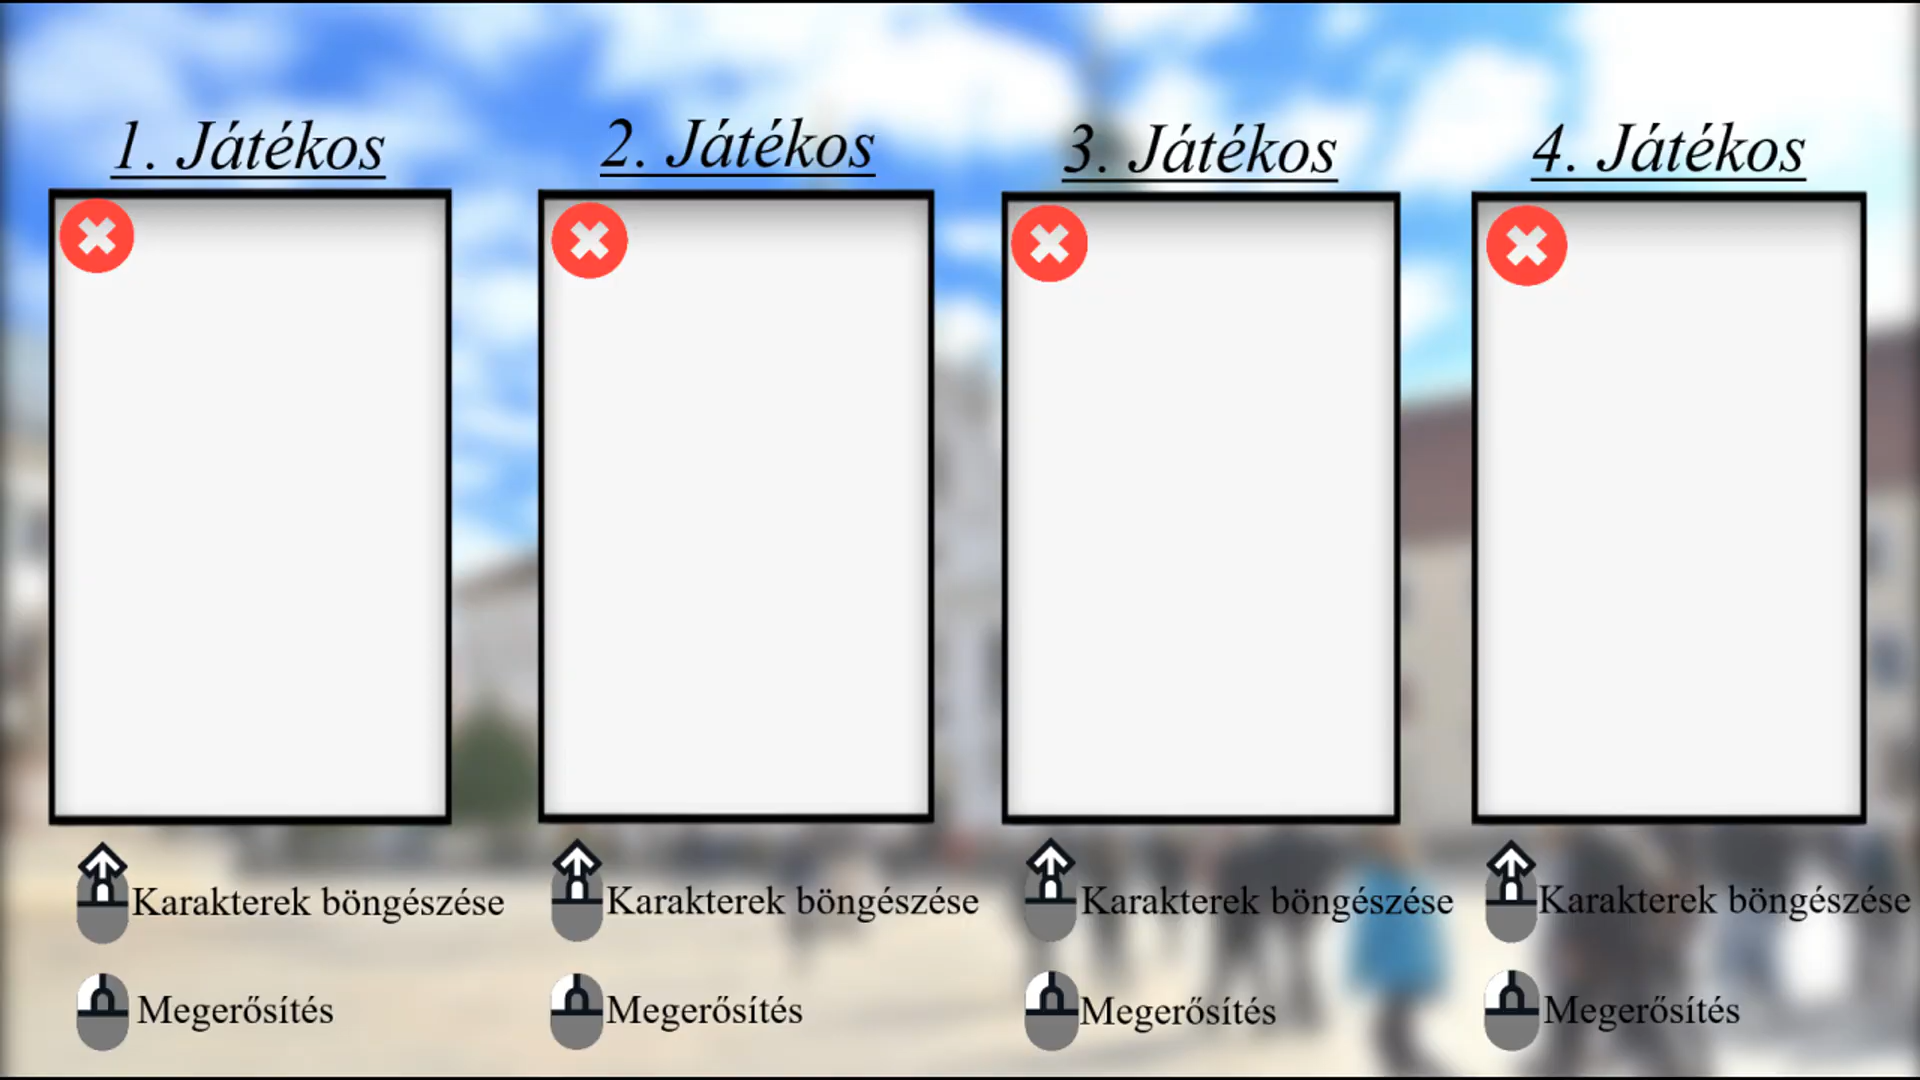 1. Játékos
2. Játékos
3. Játékos
4. Játékos
Karakterek böngészése
Karakterek böngészése
Karakterek böngészése
Karakterek böngészése
Megerősítés
Megerősítés
Megerősítés
Megerősítés